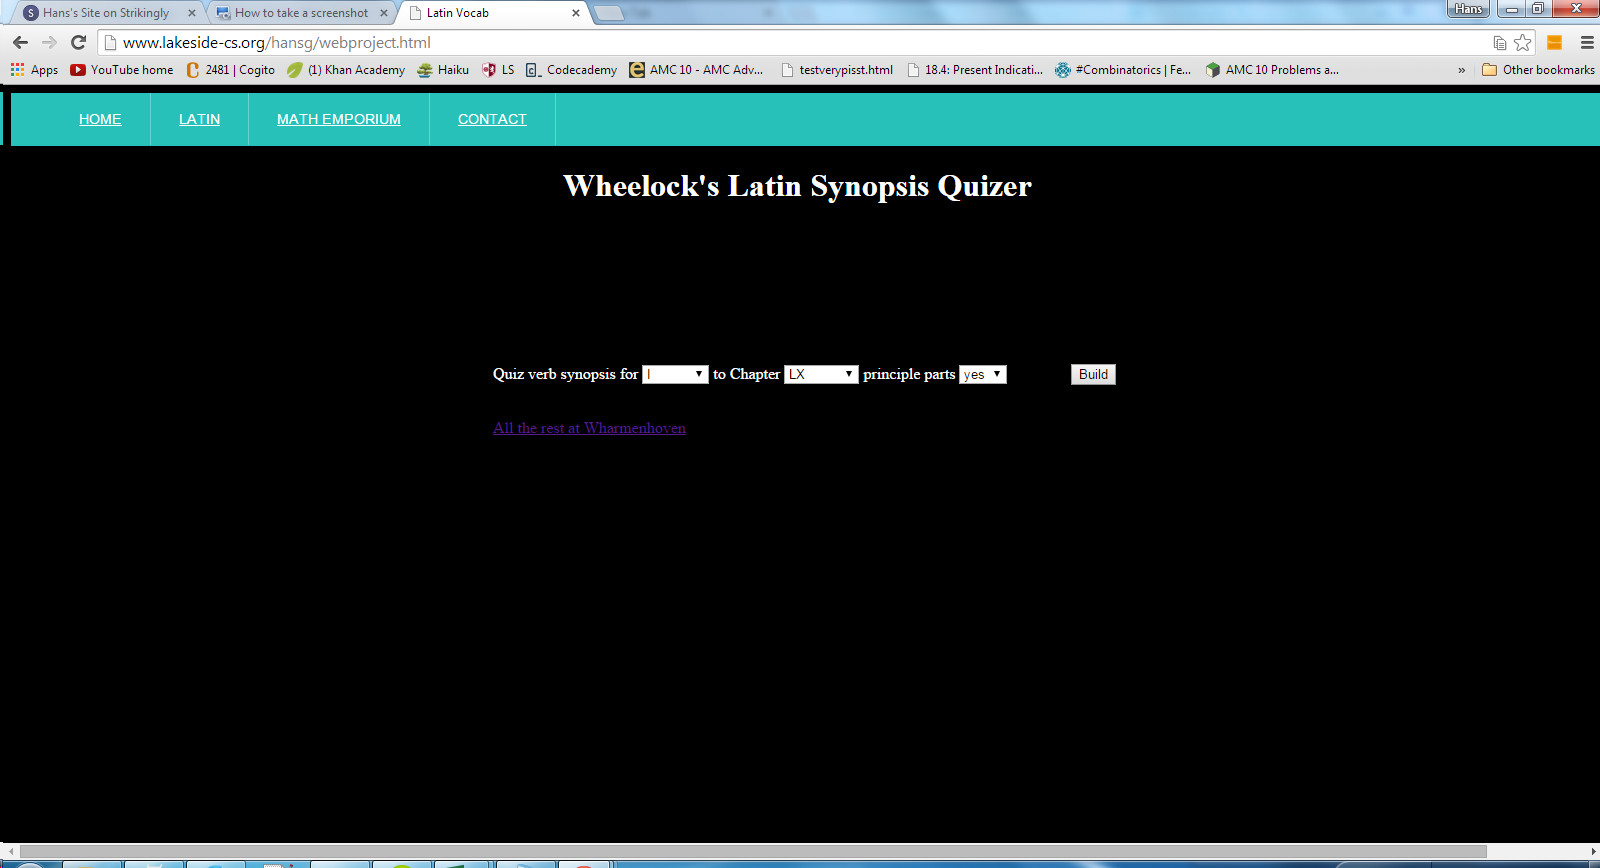 Hans's Site on Strikingly How to take a screenshot Latin Vocab Hans
www.lakeside-cs.org/hansg/webproject.html
Apps YouTube home 2481 | Cogito (1) Khan Academy Haiku LS Codecademy AMC 10 - AMC Adv... testverypisst.html 18.4: Present Indicati... #Combinatorics | Fe... AMC 10 Problems a... » Other bookmarks
HOME LATIN MATH EMPORIUM CONTACT
Wheelock's Latin Synopsis Quizer
Quiz verb synopsis for I to Chapter LX principle parts yes Build
All the rest at Wharmenhoven